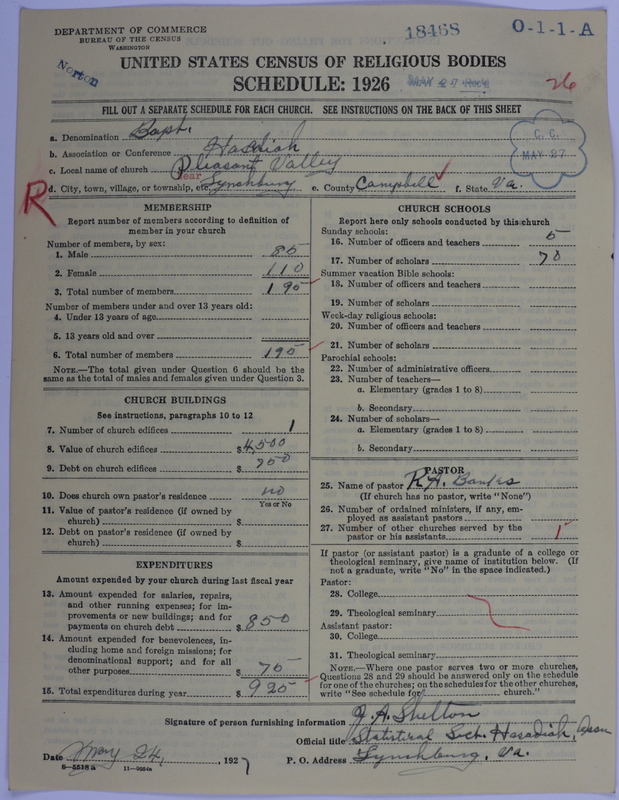 DEPARTMENT OF COMMERCE
BUREAU OF THE CENSUS
WASHINGTON
Norton
18468
O-1-1-A
UNITED STATES CENSUS OF RELIGIOUS BODIES
SCHEDULE: 1926
MAY 27
26
FILL OUT A SEPARATE SCHEDULE FOR EACH CHURCH. SEE INSTRUCTIONS ON THE BACK OF THIS SHEET
C. C.
MAY 27
a. Denomination Bapt.
b. Association or Conference Hasadiah
c. Local name of church Pleasant Valley
R
d. City, town, village, or township, etc. near Lynchburg e. County Campbell f. State Va.
MEMBERSHIP
Report number of members according to definition of
member in your church
Number of members, by sex:
1. Male 85
2. Female 110
3. Total number of members 195
Number of members under and over 13 years old:
4. Under 13 years of age
5. 13 years old and over
6. Total number of members 195
NOTE.—The total given under Question 6 should be the
same as the total of males and females given under Question 3.
CHURCH BUILDINGS
See instructions, paragraphs 10 to 12
7. Number of church edifices 1
8. Value of church edifices $ 4,500
9. Debt on church edifices $ 750
10. Does church own pastor's residence no
Yes or No
11. Value of pastor's residence (if owned by
church) $
12. Debt on pastor's residence (if owned by
church) $
EXPENDITURES
Amount expended by your church during last fiscal year
13. Amount expended for salaries, repairs,
and other running expenses; for im-
provements or new buildings; and for
payments on church debt $ 850
14. Amount expended for benevolences, in-
cluding home and foreign missions; for
denominational support; and for all
other purposes $ 75
15. Total expenditures during year $ 925
CHURCH SCHOOLS
Report here only schools conducted by this church
Sunday schools:
16. Number of officers and teachers 5
17. Number of scholars 70
Summer vacation Bible schools:
18. Number of officers and teachers
19. Number of scholars
Week-day religious schools:
20. Number of officers and teachers
21. Number of scholars
Parochial schools:
22. Number of administrative officers
23. Number of teachers—
a. Elementary (grades 1 to 8)
b. Secondary
24. Number of scholars—
a. Elementary (grades 1 to 8)
b. Secondary
PASTOR
25. Name of pastor R. A. Banks
(If church has no pastor, write "None")
26. Number of ordained ministers, if any, em-
ployed as assistant pastors
27. Number of other churches served by the
pastor or his assistants 1
If pastor (or assistant pastor) is a graduate of a college or
theological seminary, give name of institution below. (If
not a graduate, write "No" in the space indicated.)
Pastor:
28. College
29. Theological seminary
Assistant pastor:
30. College
31. Theological seminary
NOTE.—Where one pastor serves two or more churches,
Questions 28 and 29 should be answered only on the schedule
for one of the churches; on the schedules for the other churches,
write "See schedule for church."
Signature of person furnishing information J. A. Shelton
Official title Statistical Sect. Hasadiah, Assn
Date May 24, 1927 P. O. Address Lynchburg, Va.
6-5518a 11-9084a